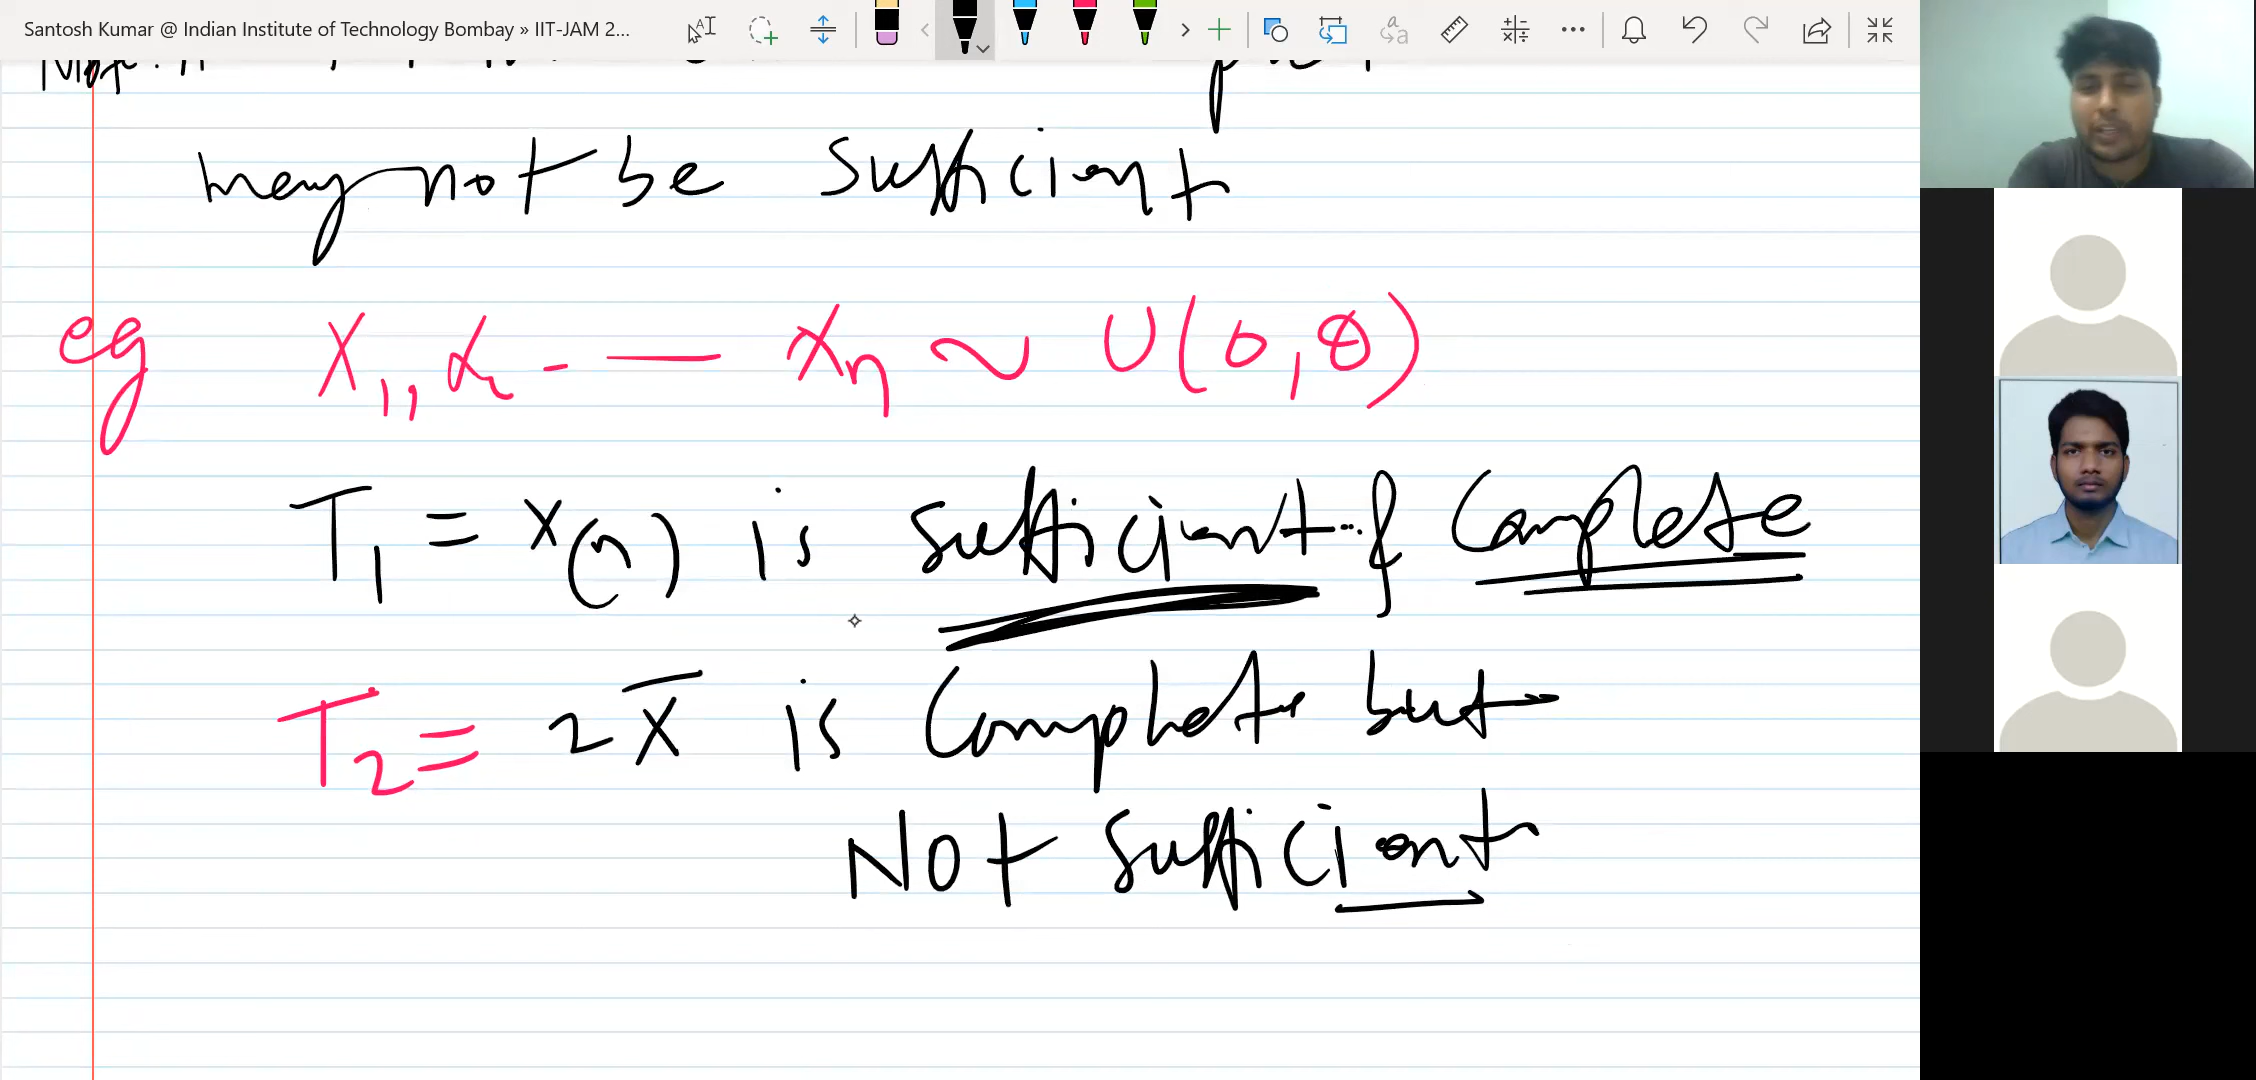 Santosh Kumar @ Indian Institute of Technology Bombay » IIT-JAM 2...
may not be sufficient
eg X₁, X₂ - — Xn ~ U(0,θ)
T₁ = X(n) is sufficient & Complete
T₂ = 2X̄ is Complete but
NOT sufficient